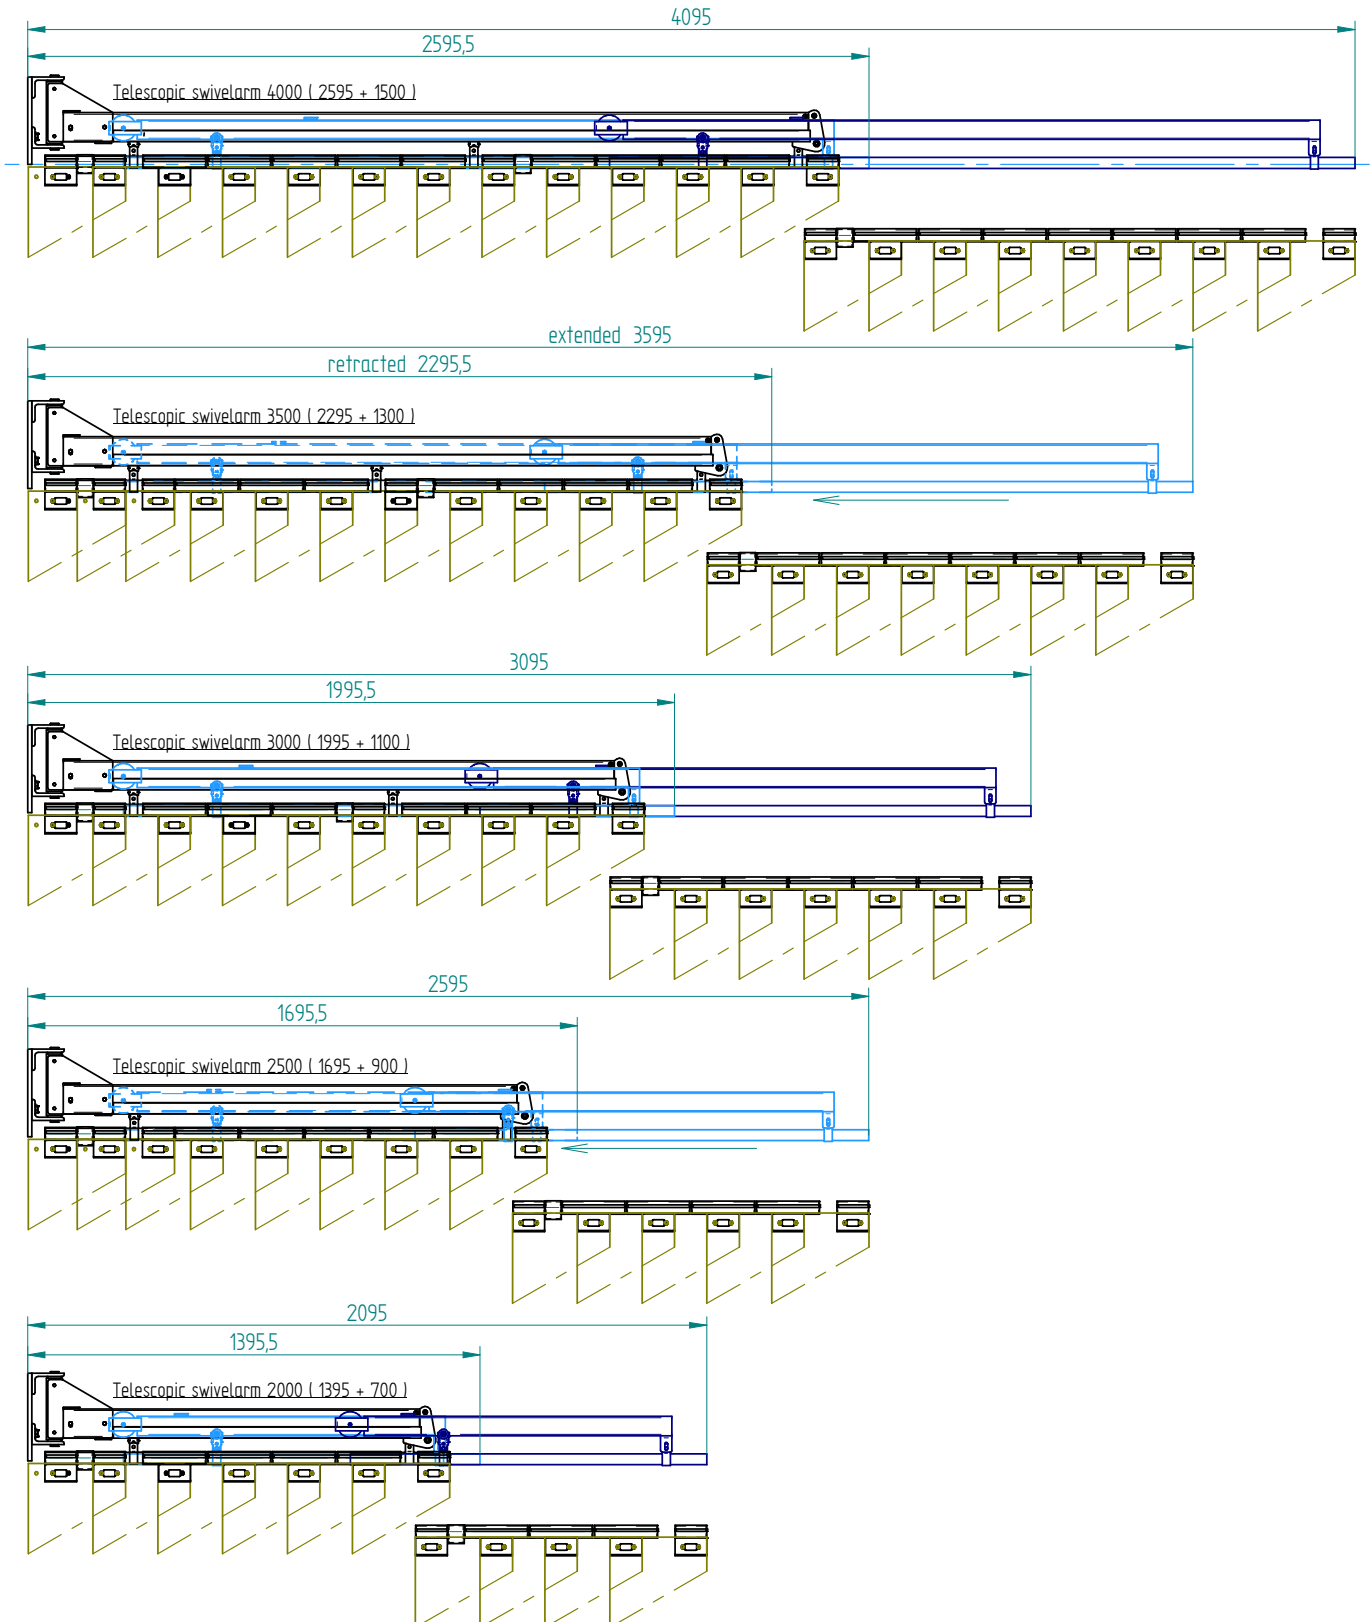 4095
2595,5
Telescopic swivelarm 4000 ( 2595 + 1500 )
extended 3595
retracted 2295,5
Telescopic swivelarm 3500 ( 2295 + 1300 )
3095
1995,5
Telescopic swivelarm 3000 ( 1995 + 1100 )
2595
1695,5
Telescopic swivelarm 2500 ( 1695 + 900 )
2095
1395,5
Telescopic swivelarm 2000 ( 1395 + 700 )